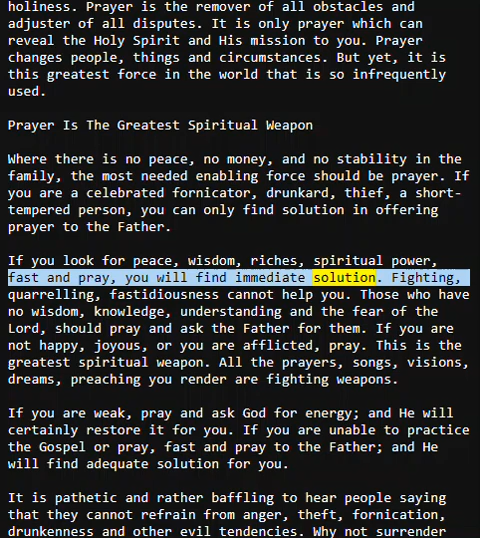 holiness. Prayer is the remover of all obstacles and
adjuster of all disputes. It is only prayer which can
reveal the Holy Spirit and His mission to you. Prayer
changes people, things and circumstances. But yet, it is
this greatest force in the world that is so infrequently
used.
Prayer Is The Greatest Spiritual Weapon
Where there is no peace, no money, and no stability in the
family, the most needed enabling force should be prayer. If
you are a celebrated fornicator, drunkard, thief, a short-
tempered person, you can only find solution in offering
prayer to the Father.
If you look for peace, wisdom, riches, spiritual power,
fast and pray, you will find immediate solution. Fighting,
quarrelling, fastidiousness cannot help you. Those who have
no wisdom, knowledge, understanding and the fear of the
Lord, should pray and ask the Father for them. If you are
not happy, joyous, or you are afflicted, pray. This is the
greatest spiritual weapon. All the prayers, songs, visions,
dreams, preaching you render are fighting weapons.
If you are weak, pray and ask God for energy; and He will
certainly restore it for you. If you are unable to practice
the Gospel or pray, fast and pray to the Father; and He
will find adequate solution for you.
It is pathetic and rather baffling to hear people saying
that they cannot refrain from anger, theft, fornication,
drunkenness and other evil tendencies. Why not surrender